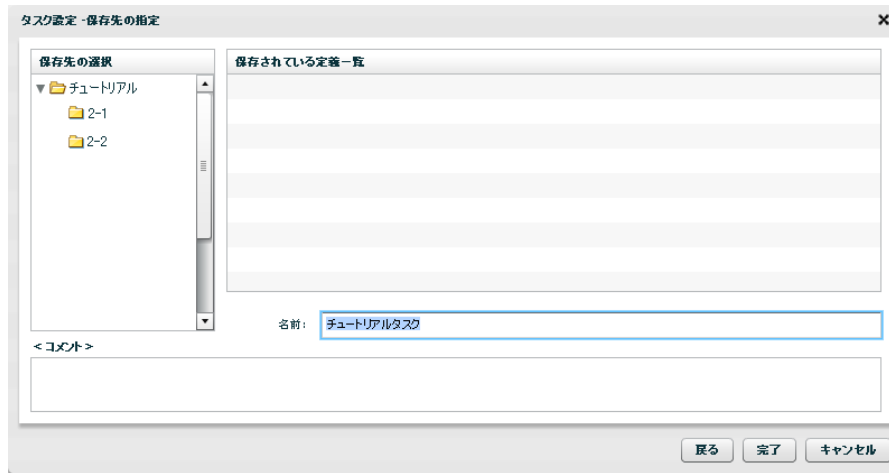 タスク設定 -保存先の指定
保存先の選択
保存されている定義一覧
チュートリアル
2-1
2-2
名前:
チュートリアルタスク
<コメント>
戻る
完了
キャンセル